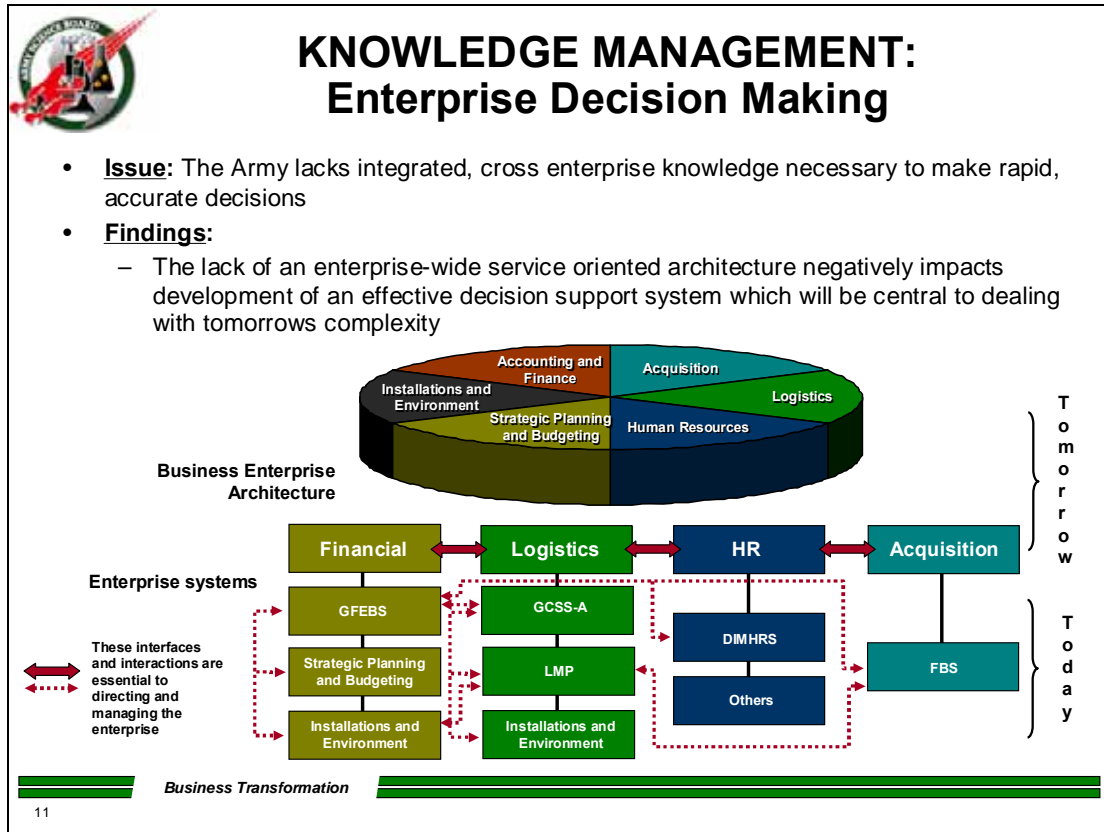 ARMY SCIENCE BOARD
KNOWLEDGE MANAGEMENT:
Enterprise Decision Making
• Issue: The Army lacks integrated, cross enterprise knowledge necessary to make rapid,
accurate decisions
• Findings:
– The lack of an enterprise-wide service oriented architecture negatively impacts
development of an effective decision support system which will be central to dealing
with tomorrows complexity
Accounting and
Finance
Acquisition
Installations and
Environment
Logistics
Strategic Planning
and Budgeting
Human Resources
Business Enterprise
Architecture
Tomorrow
Financial
Logistics
HR
Acquisition
Enterprise systems
GFEBS
GCSS-A
DIMHRS
FBS
Strategic Planning
and Budgeting
LMP
Others
Installations and
Environment
Installations and
Environment
Today
These interfaces
and interactions are
essential to
directing and
managing the
enterprise
Business Transformation
11